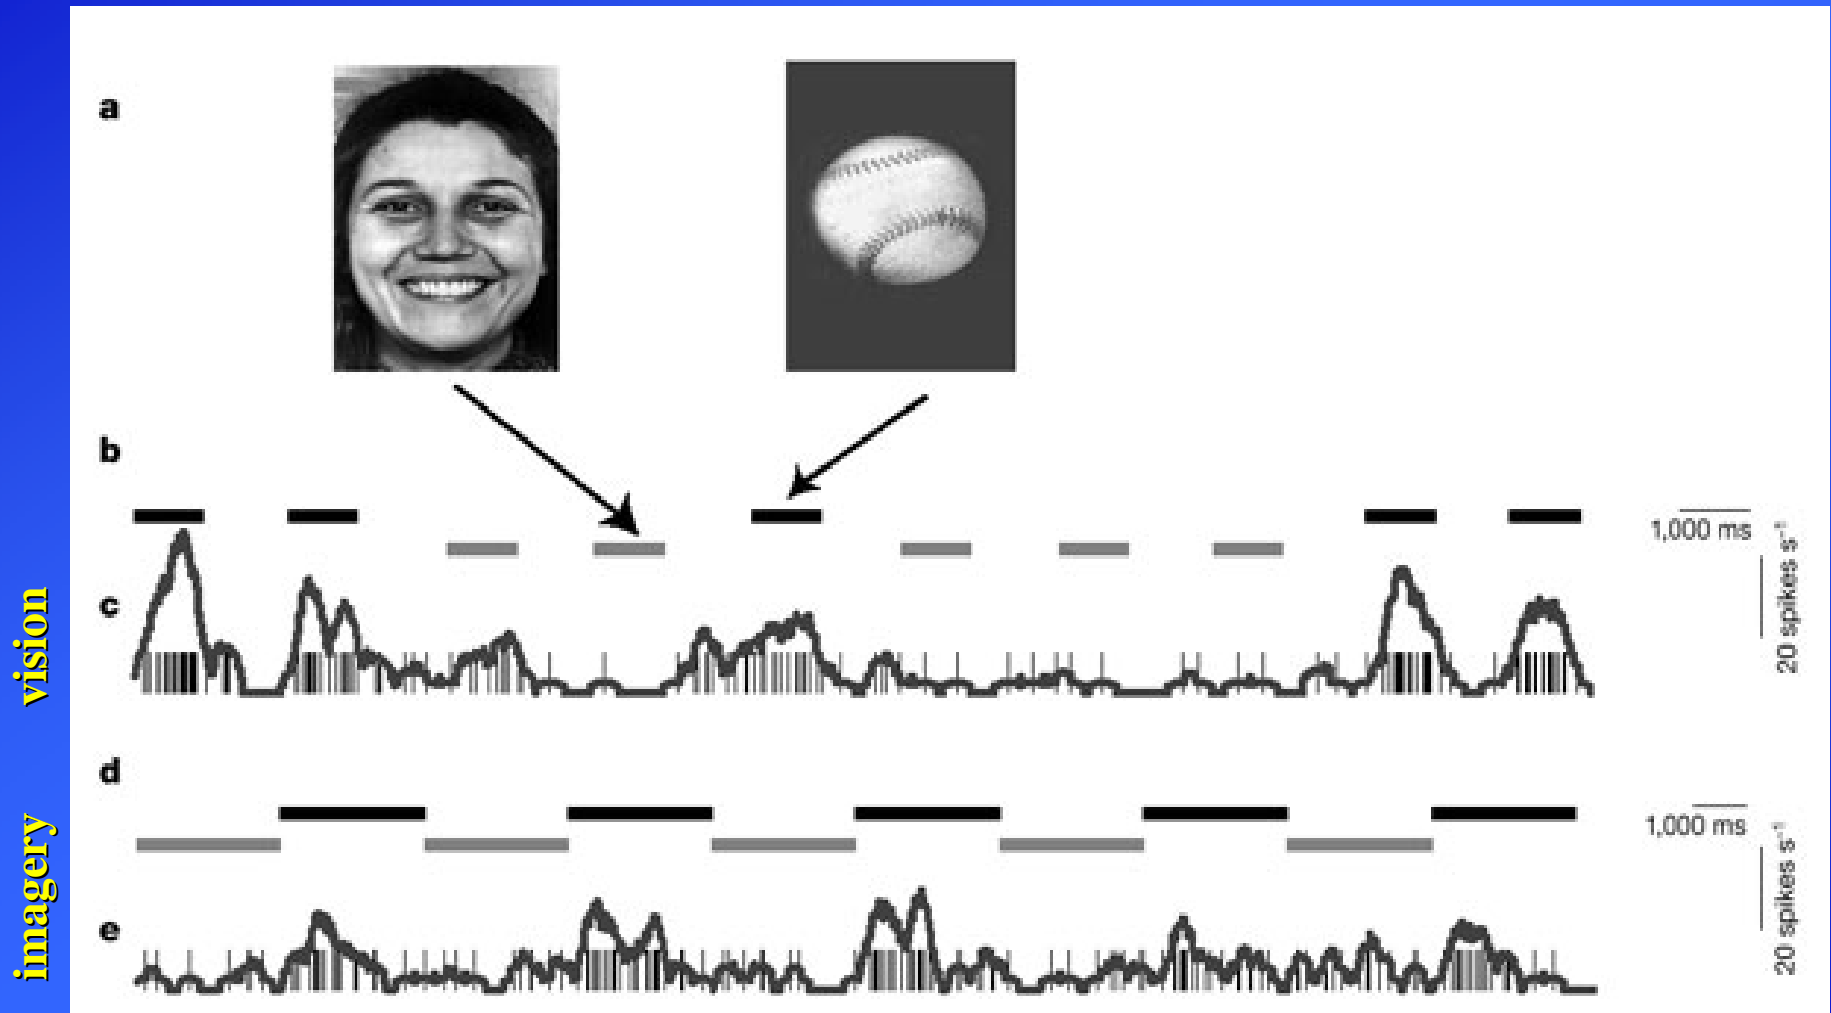 a
b
1,000 ms
20 spikes s⁻¹
c
vision
d
1,000 ms
20 spikes s⁻¹
e
imagery